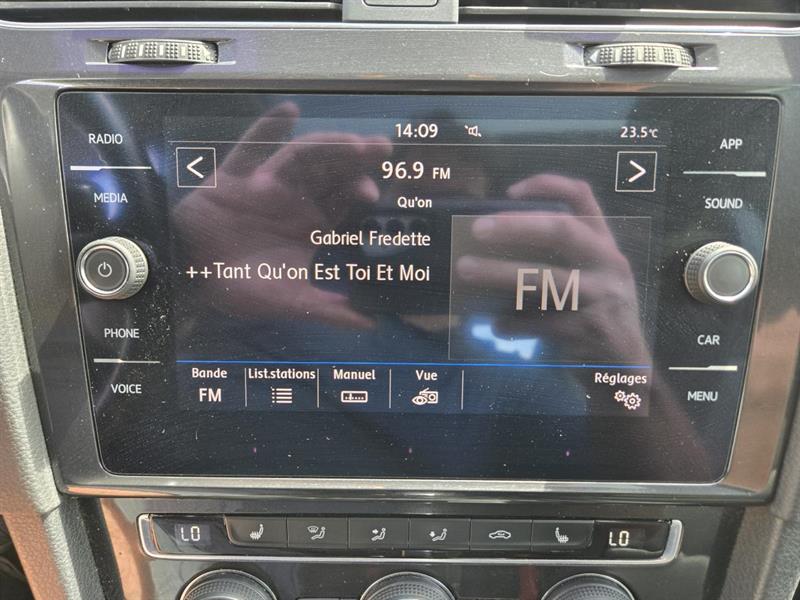 RADIO
MEDIA
PHONE
VOICE
14:09
23.5°C
96.9 FM
Qu'on
Gabriel Fredette
++Tant Qu'on Est Toi Et Moi
FM
Bande
FM
List.stations
Manuel
Vue
Réglages
APP
SOUND
CAR
MENU
LO
LO